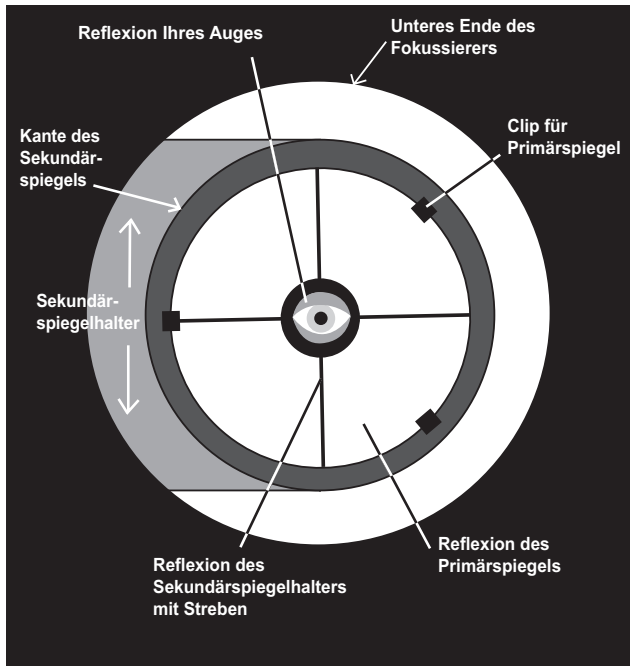 Reflexion Ihres Auges
Unteres Ende des
Fokussierers
Kante des
Sekundär-
spiegels
Clip für
Primärspiegel
Sekundär-
spiegelhalter
Reflexion des
Sekundärspiegelhalters
mit Streben
Reflexion des
Primärspiegels